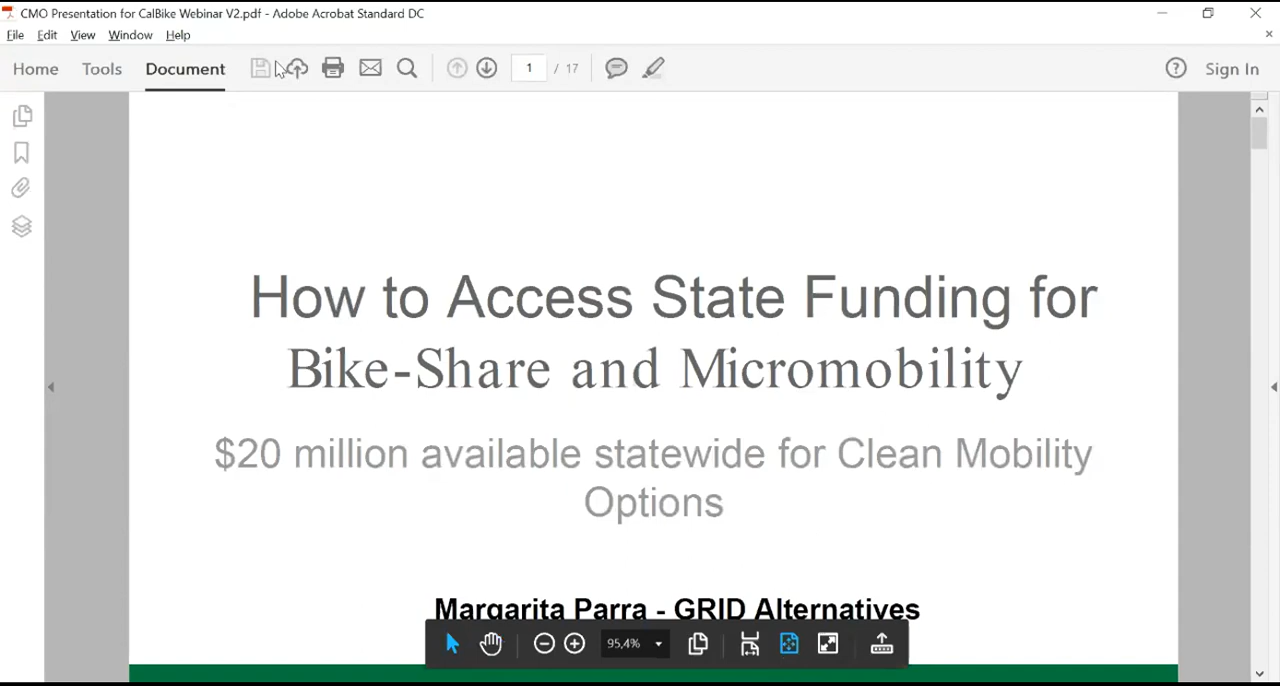 CMO Presentation for CalBike Webinar V2.pdf - Adobe Acrobat Standard DC
File Edit View Window Help
Home Tools Document 1 / 17 Sign In
How to Access State Funding for
Bike-Share and Micromobility
$20 million available statewide for Clean Mobility
Options
Margarita Parra - GRID Alternatives
95,4%